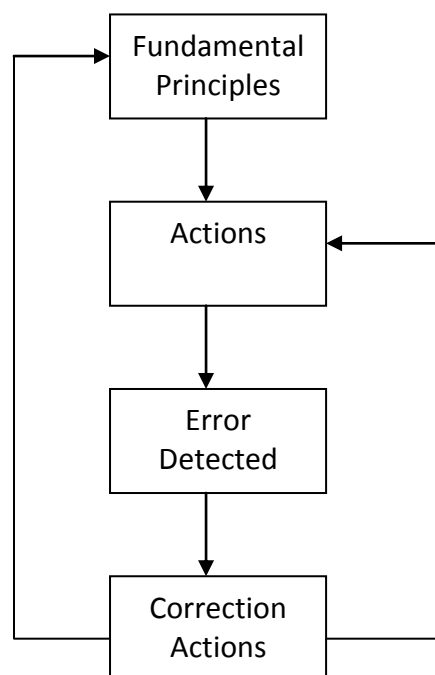 Fundamental
Principles
Actions
Error
Detected
Correction
Actions